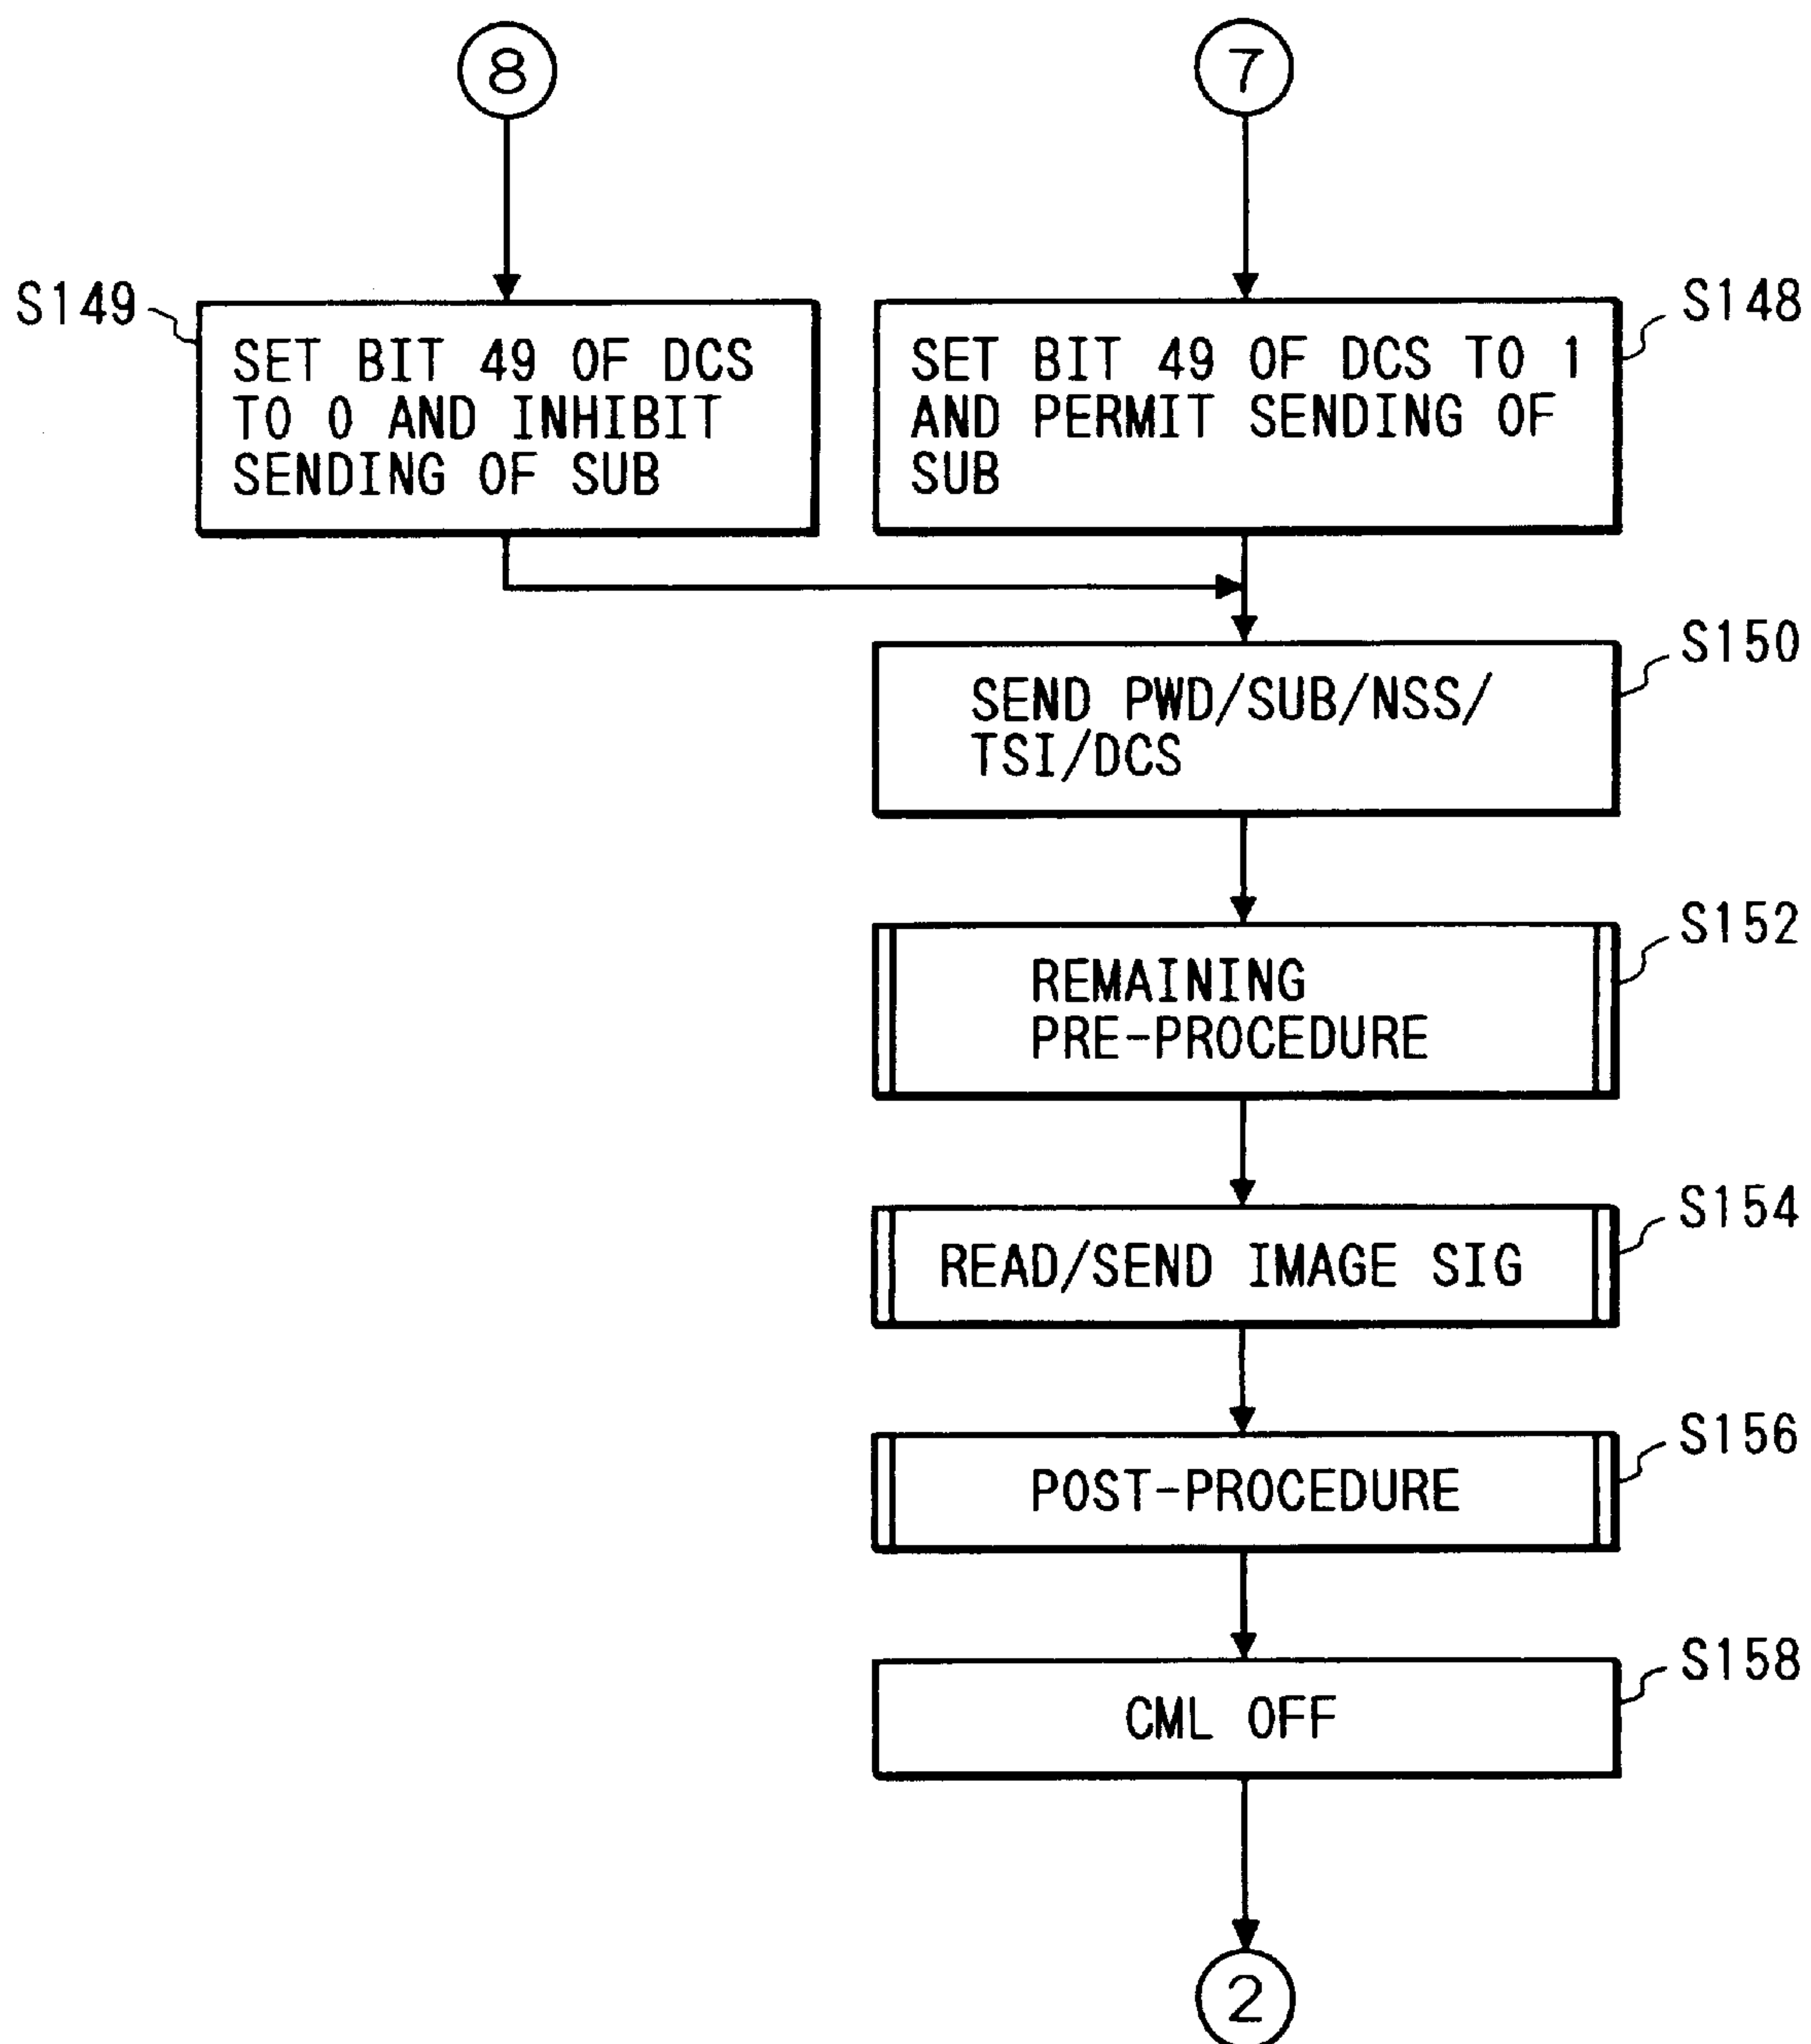 8
7
S149
SET BIT 49 OF DCS
TO 0 AND INHIBIT
SENDING OF SUB
SET BIT 49 OF DCS TO 1
AND PERMIT SENDING OF
SUB
S148
SEND PWD/SUB/NSS/
TSI/DCS
S150
REMAINING
PRE-PROCEDURE
S152
READ/SEND IMAGE SIG
S154
POST-PROCEDURE
S156
CML OFF
S158
2